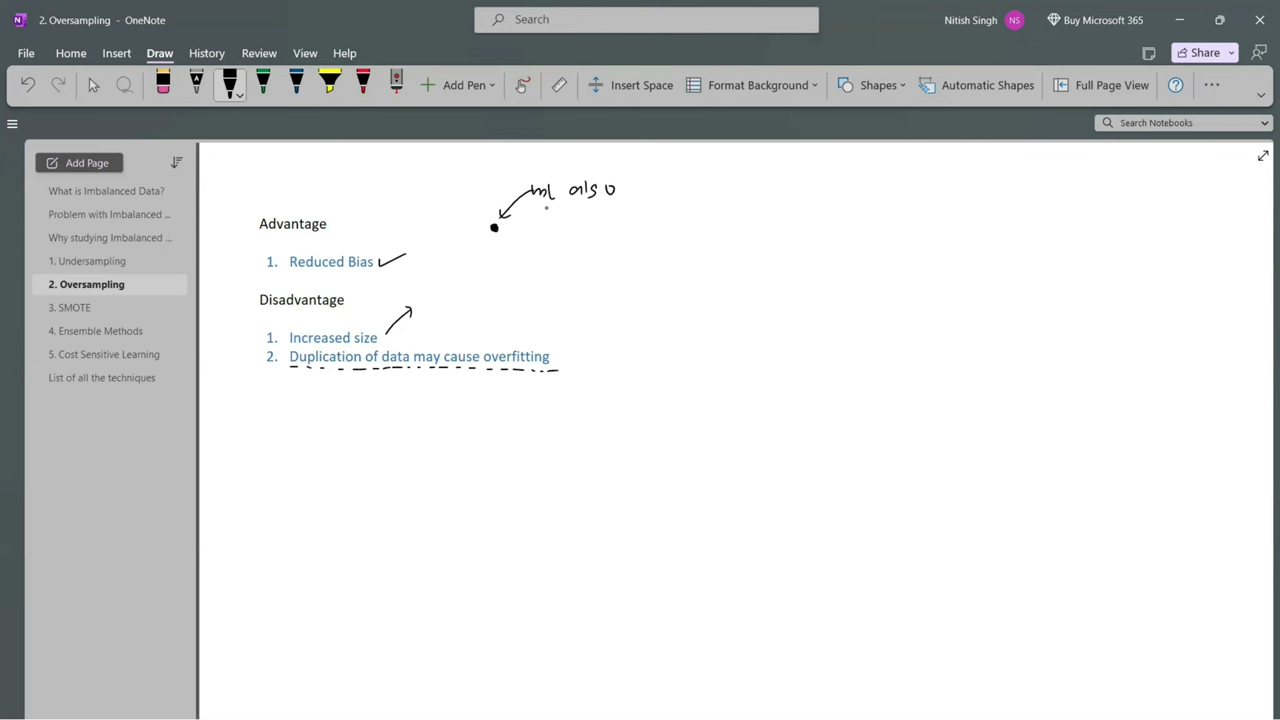 2. Oversampling - OneNote
Search
Nitish Singh NS
Buy Microsoft 365
File Home Insert Draw History Review View Help
Share
Add Pen
Insert Space
Format Background
Shapes
Automatic Shapes
Full Page View
Search Notebooks
Add Page
What is Imbalanced Data?
Problem with Imbalanced ...
Why studying Imbalanced ...
1. Undersampling
2. Oversampling
3. SMOTE
4. Ensemble Methods
5. Cost Sensitive Learning
List of all the techniques
ml also
Advantage
1. Reduced Bias
Disadvantage
1. Increased size
2. Duplication of data may cause overfitting